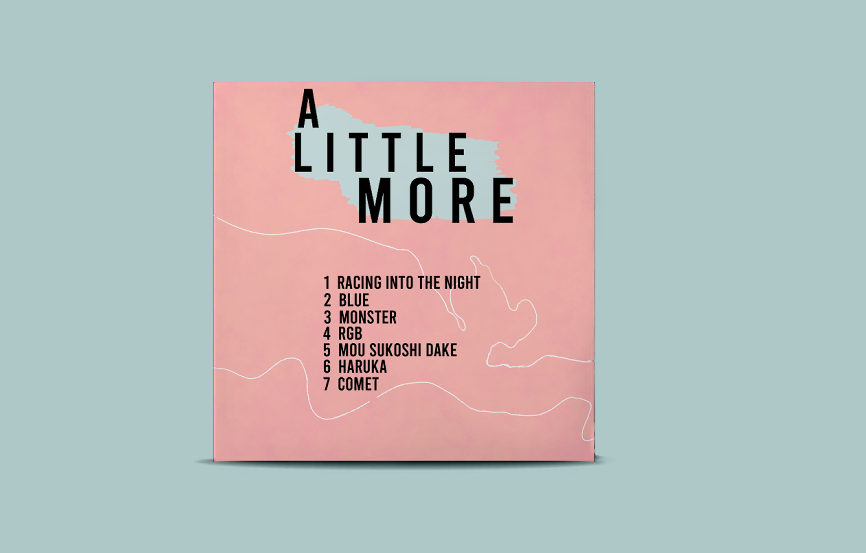 A
LITTLE
MORE
1 RACING INTO THE NIGHT
2 BLUE
3 MONSTER
4 RGB
5 MOU SUKOSHI DAKE
6 HARUKA
7 COMET